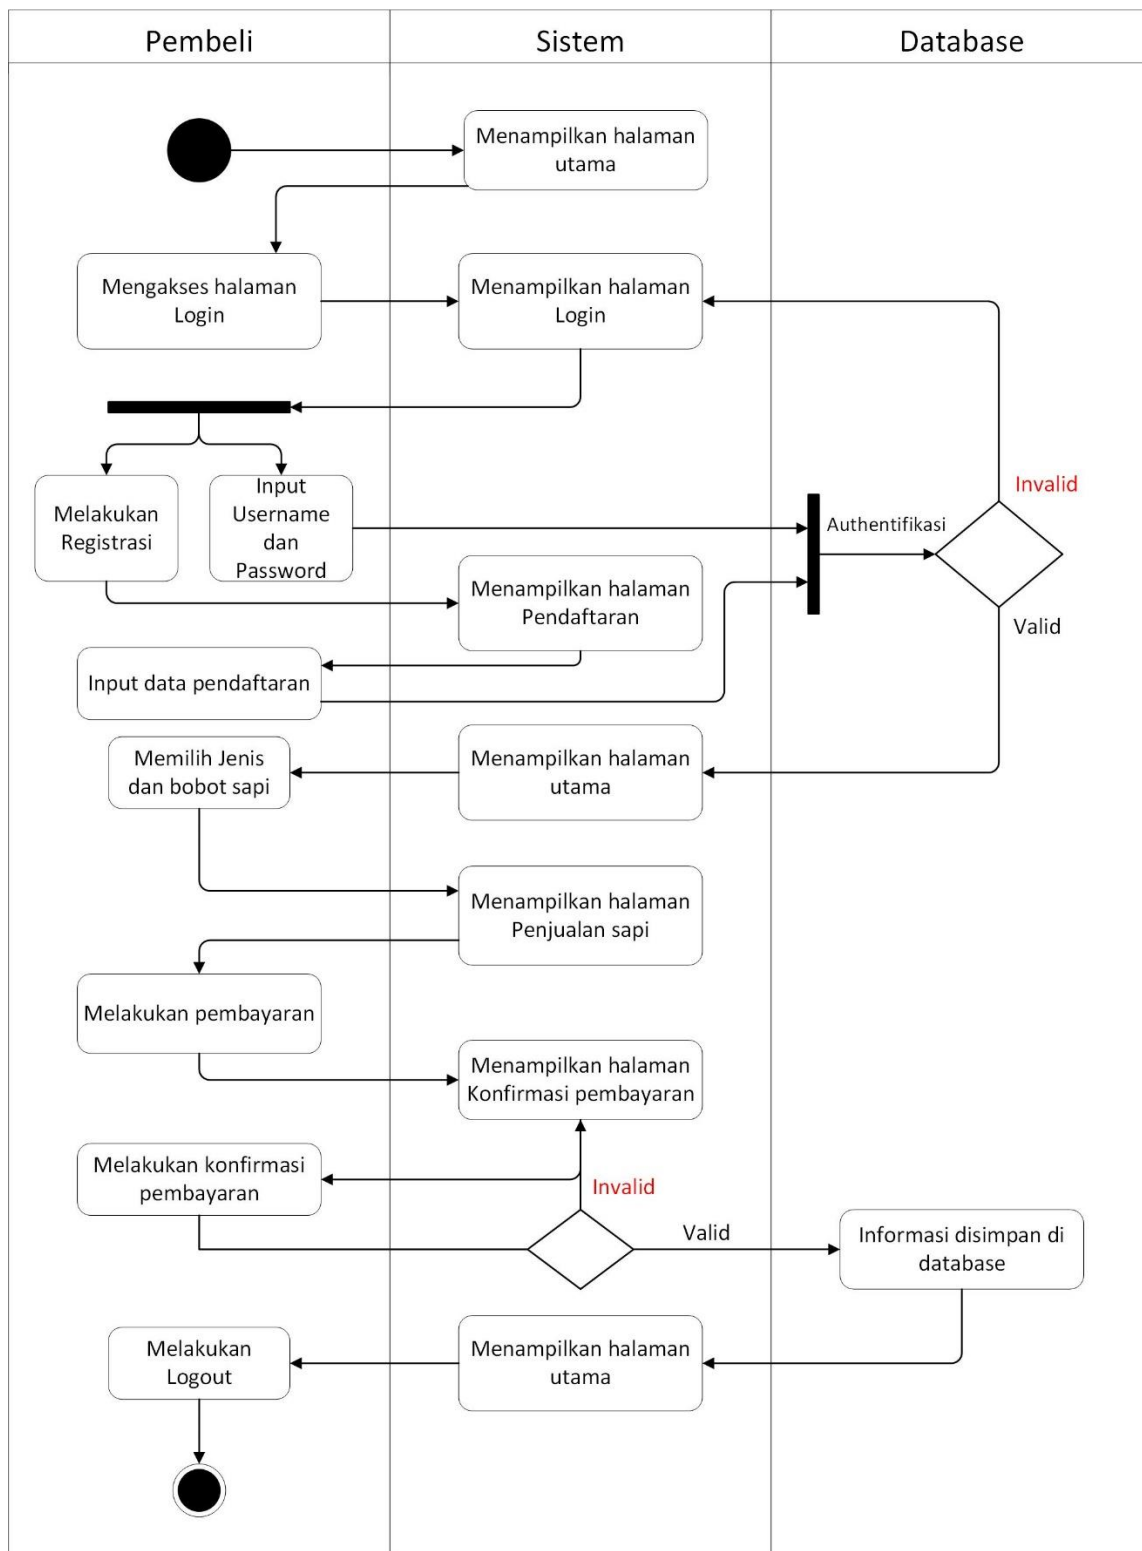 Pembeli
Sistem
Database
Menampilkan halaman
utama
Mengakses halaman
Login
Menampilkan halaman
Login
Melakukan
Registrasi
Input
Username
dan
Password
Invalid
Authentifikasi
Valid
Menampilkan halaman
Pendaftaran
Input data pendaftaran
Memilih Jenis
dan bobot sapi
Menampilkan halaman
utama
Menampilkan halaman
Penjualan sapi
Melakukan pembayaran
Menampilkan halaman
Konfirmasi pembayaran
Melakukan konfirmasi
pembayaran
Invalid
Valid
Informasi disimpan di
database
Melakukan
Logout
Menampilkan halaman
utama